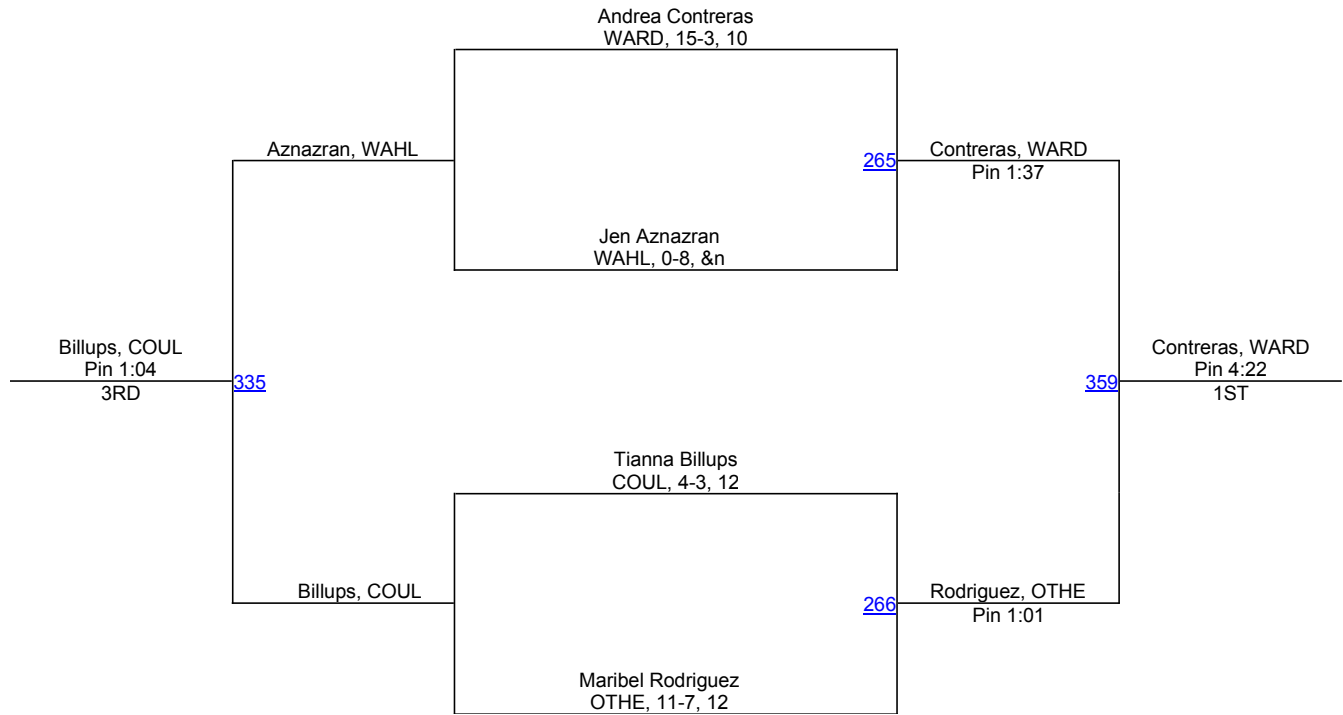 Andrea Contreras
WARD, 15-3, 10
Aznazran, WAHL
265
Contreras, WARD
Pin 1:37
Jen Aznazran
WAHL, 0-8, &n
Billups, COUL
Pin 1:04
3RD
335
359
Contreras, WARD
Pin 4:22
1ST
Tianna Billups
COUL, 4-3, 12
Billups, COUL
266
Rodriguez, OTHE
Pin 1:01
Maribel Rodriguez
OTHE, 11-7, 12